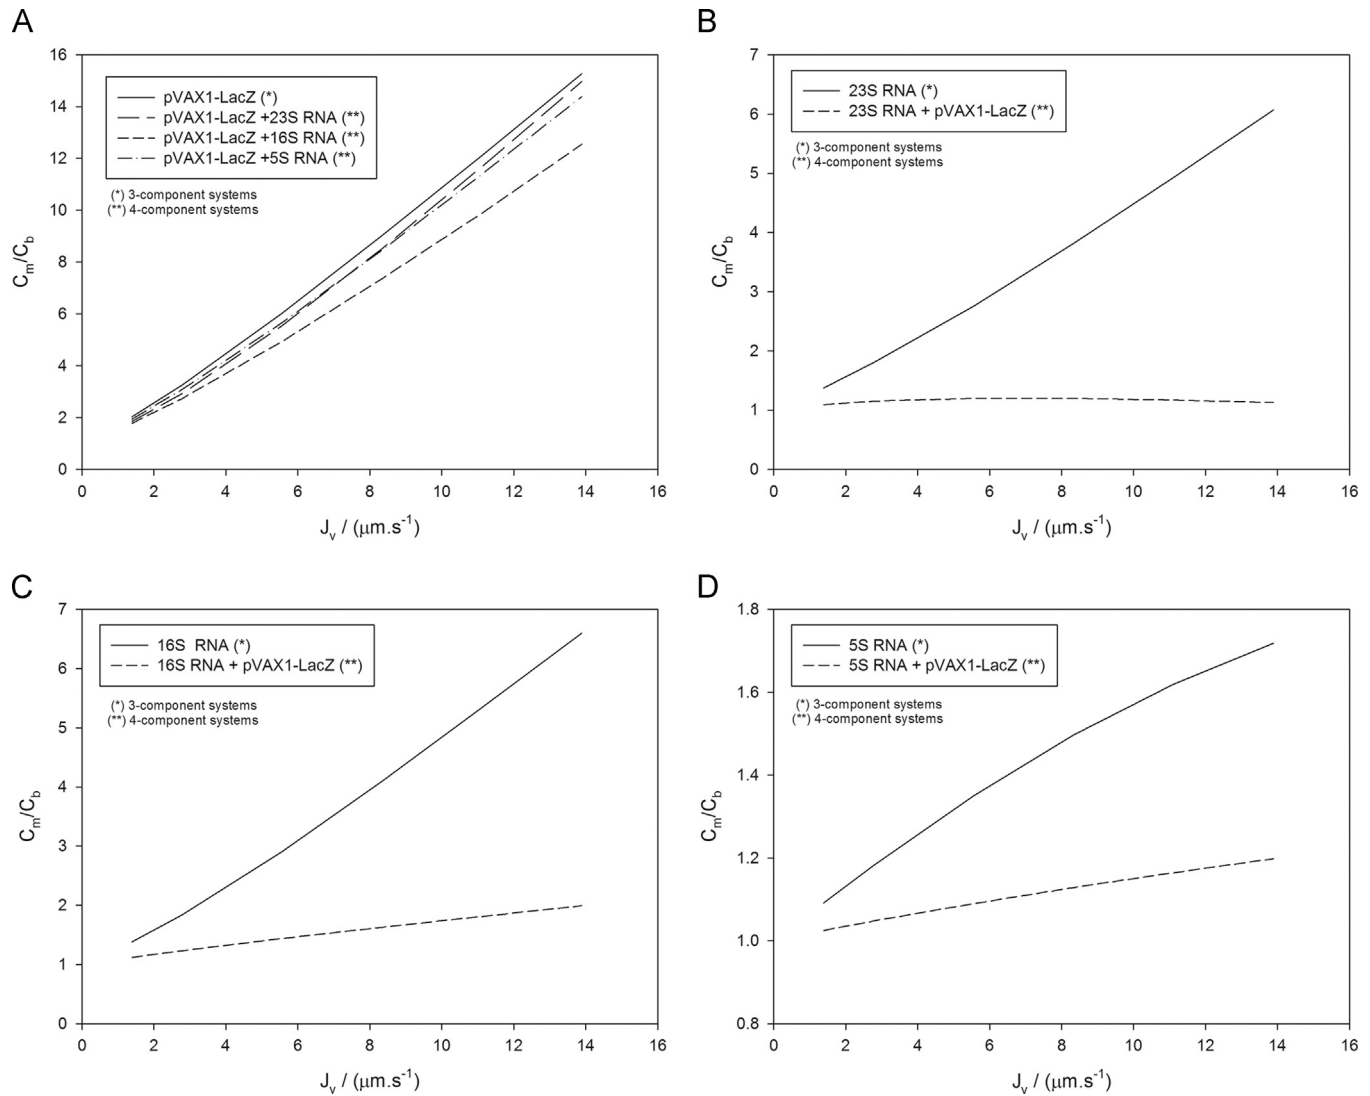 A
16
14
12
10
8
6
4
2
0
Cm/Cb
pVAX1-LacZ (*)
pVAX1-LacZ +23S RNA (**)
pVAX1-LacZ +16S RNA (**)
pVAX1-LacZ +5S RNA (**)
(*) 3-component systems
(**) 4-component systems
0 2 4 6 8 10 12 14 16
Jv / (μm.s-1)
B
7
6
5
4
3
2
1
0
Cm/Cb
23S RNA (*)
23S RNA + pVAX1-LacZ (**)
(*) 3-component systems
(**) 4-component systems
0 2 4 6 8 10 12 14 16
Jv / (μm.s-1)
C
7
6
5
4
3
2
1
0
Cm/Cb
16S RNA (*)
16S RNA + pVAX1-LacZ (**)
(*) 3-component systems
(**) 4-component systems
0 2 4 6 8 10 12 14 16
Jv / (μm.s-1)
D
1.8
1.6
1.4
1.2
1.0
0.8
Cm/Cb
5S RNA (*)
5S RNA + pVAX1-LacZ (**)
(*) 3-component systems
(**) 4-component systems
0 2 4 6 8 10 12 14 16
Jv / (μm.s-1)